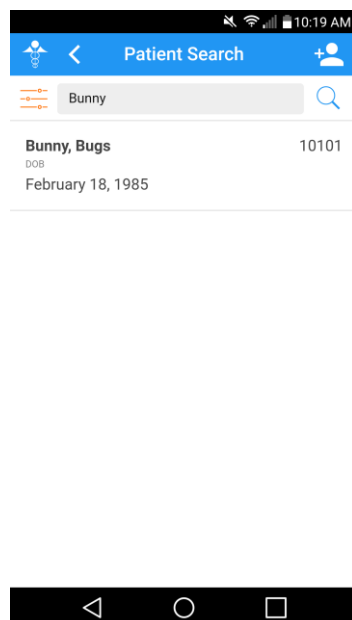 10:19 AM
Patient Search
Bunny
Bunny, Bugs 10101
DOB
February 18, 1985